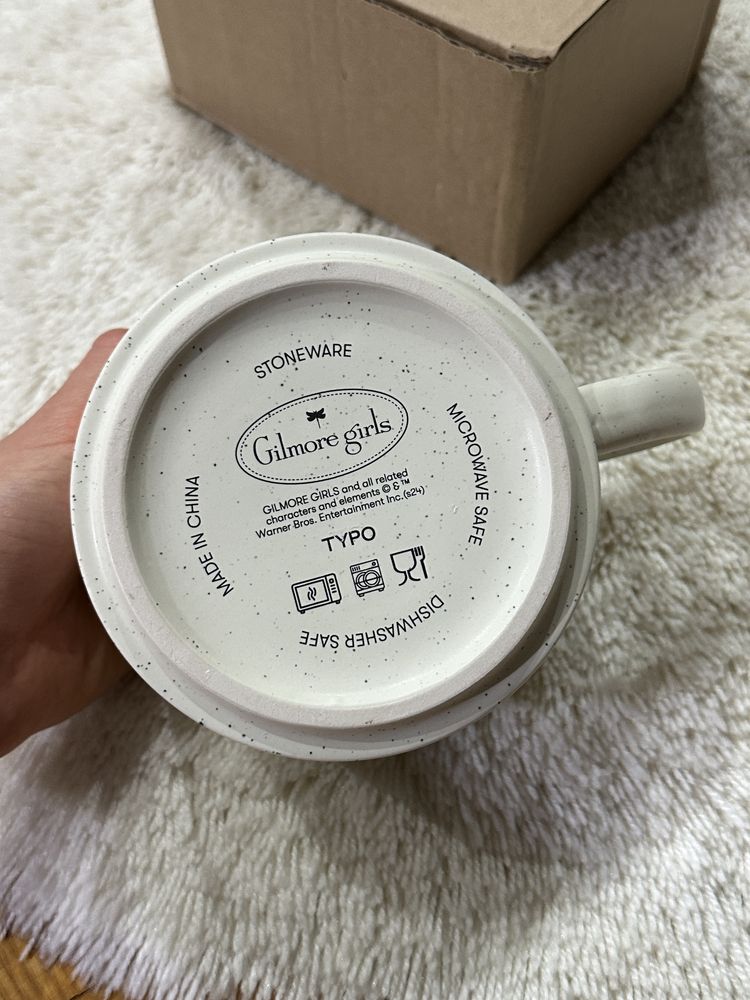 STONEWARE
Gilmore girls
GILMORE GIRLS and all related
characters and elements © & ™
Warner Bros. Entertainment Inc.(s24)
TYPO
MICROWAVE SAFE
DISHWASHER SAFE
MADE IN CHINA